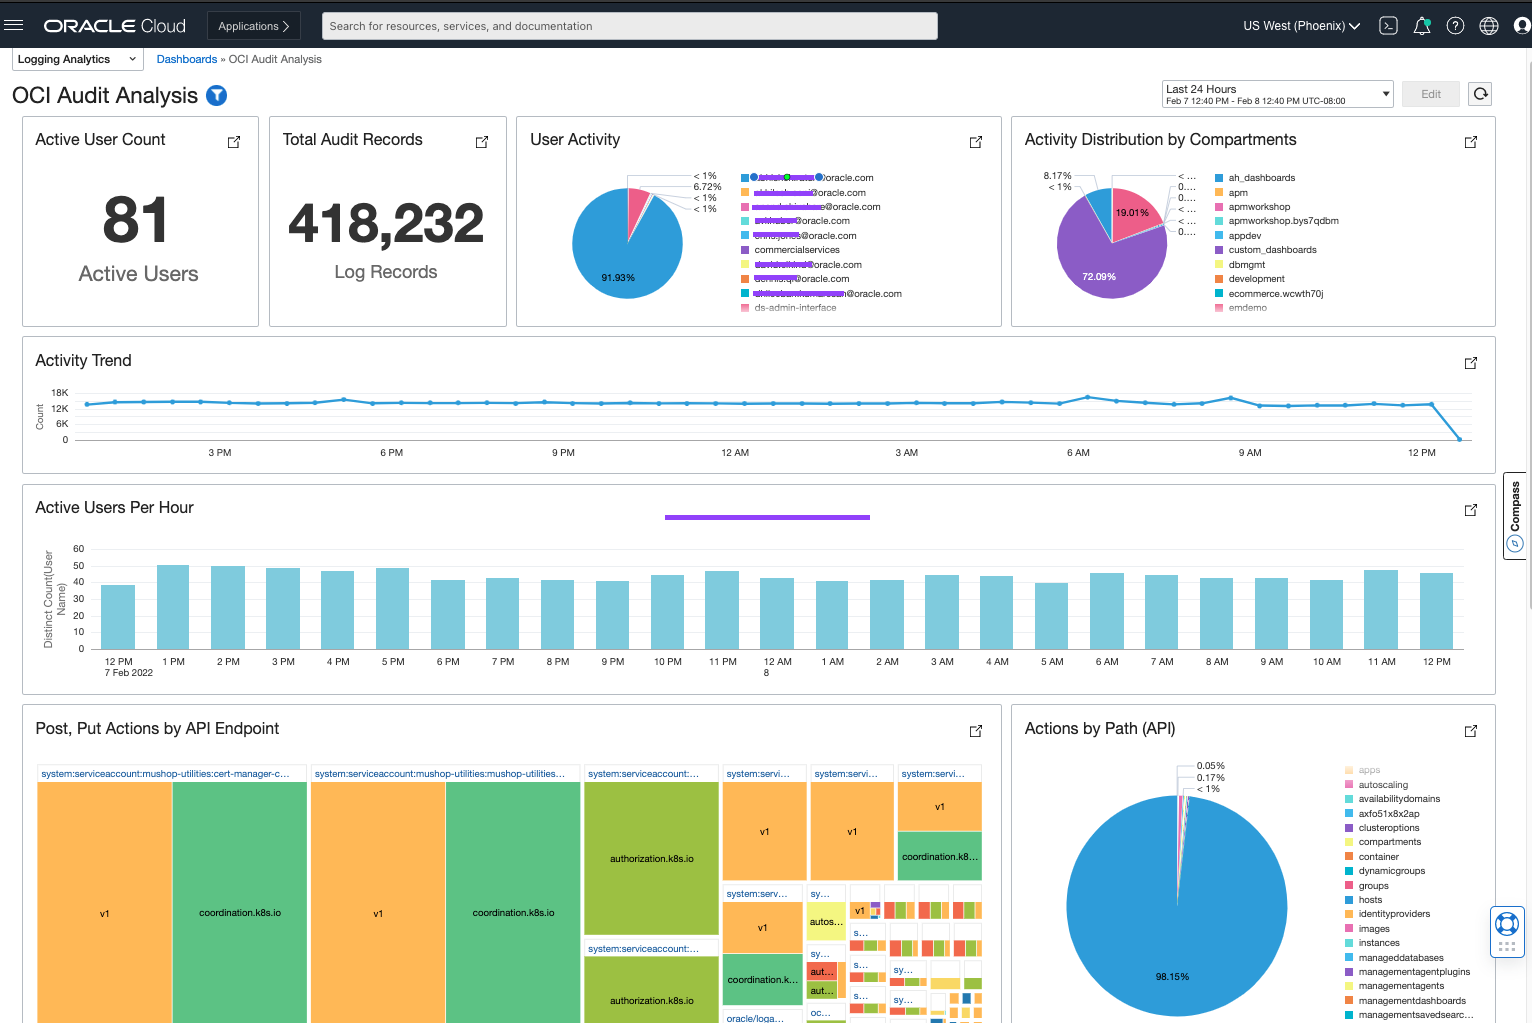 ORACLE Cloud
Applications
Search for resources, services, and documentation
US West (Phoenix)
Logging Analytics
Dashboards » OCI Audit Analysis
OCI Audit Analysis
Last 24 Hours
Feb 7 12:40 PM - Feb 8 12:40 PM UTC-08:00
Edit
Active User Count
81
Active Users
Total Audit Records
418,232
Log Records
User Activity
< 1%
6.72%
< 1%
< 1%
91.93%
@oracle.com
@oracle.com
@oracle.com
@oracle.com
@oracle.com
commercialservices
@oracle.com
@oracle.com
@oracle.com
ds-admin-interface
Activity Distribution by Compartments
8.17%
< 1%
< ...
0....
0....
< ...
< ...
0....
19.01%
72.09%
ah_dashboards
apm
apmworkshop
apmworkshop.bys7qdbm
appdev
custom_dashboards
dbmgmt
development
ecommerce.wcwth70j
emdemo
Activity Trend
Count
18K
12K
6K
0
3 PM
6 PM
9 PM
12 AM
3 AM
6 AM
9 AM
12 PM
Active Users Per Hour
Distinct Count(User
Name)
60
50
40
30
20
10
0
12 PM
7 Feb 2022
1 PM
2 PM
3 PM
4 PM
5 PM
6 PM
7 PM
8 PM
9 PM
10 PM
11 PM
12 AM
8
1 AM
2 AM
3 AM
4 AM
5 AM
6 AM
7 AM
8 AM
9 AM
10 AM
11 AM
12 PM
Compass
Post, Put Actions by API Endpoint
system:serviceaccount:mushop-utilities:cert-manager-c...
v1
coordination.k8s.io
system:serviceaccount:mushop-utilities:mushop-utilities...
v1
coordination.k8s.io
system:serviceaccount:...
authorization.k8s.io
system:serviceaccount:...
authorization.k8s.io
system:servi...
v1
system:servi...
v1
system:servi...
v1
coordination.k8...
system:serv...
v1
coordination.k...
oracle/loga...
sy...
autos...
sy...
aut...
aut...
oc...
v1
s...
s...
s...
sy...
sy...
Actions by Path (API)
0.05%
0.17%
< 1%
98.15%
apps
autoscaling
availabilitydomains
axfo51x8x2ap
clusteroptions
compartments
container
dynamicgroups
groups
hosts
identityproviders
images
instances
manageddatabases
managementagentplugins
managementagents
managementdashboards
managementsavedsearc...